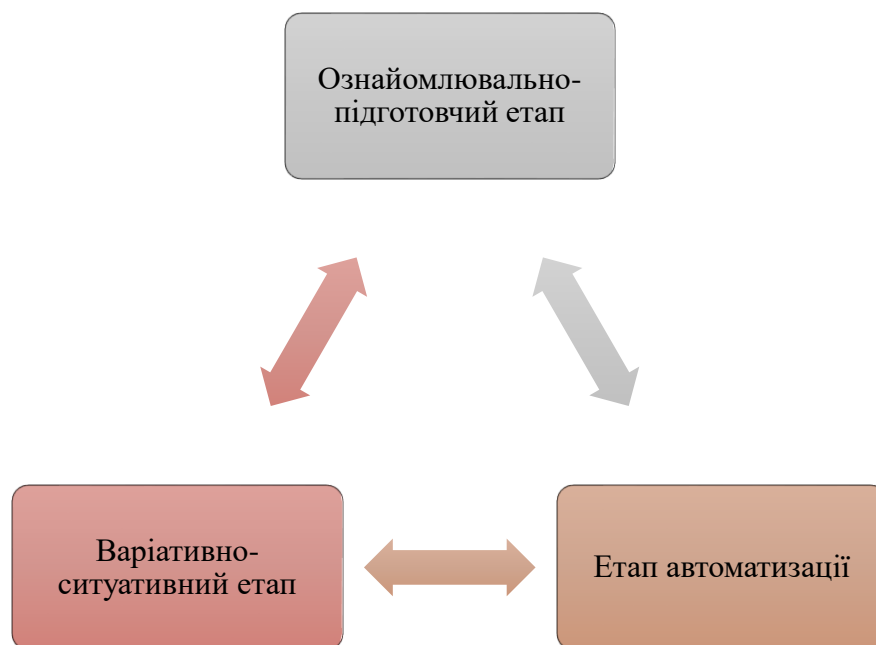 Ознайомлювально-
підготовчий етап
Варіативно-
ситуативний етап
Етап автоматизації